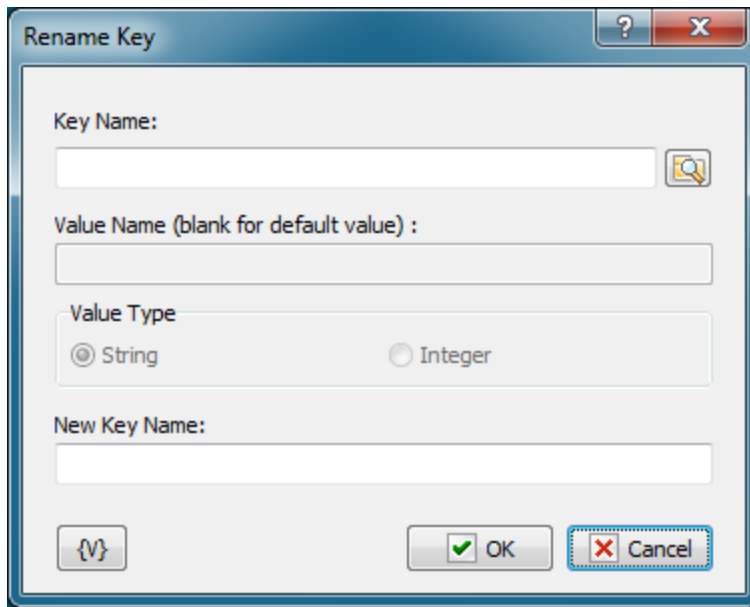 Rename Key
?
Key Name:
Value Name (blank for default value) :
Value Type
String
Integer
New Key Name:
{V}
OK
Cancel